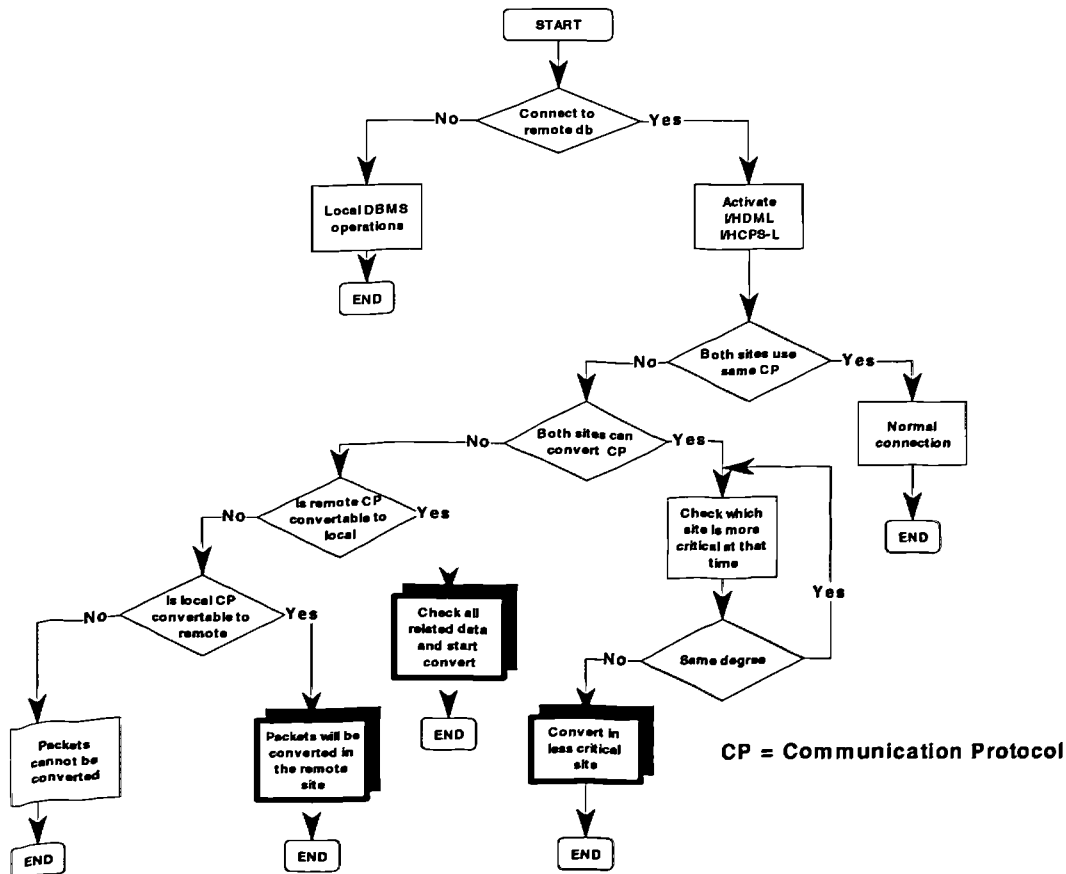 START
Connect to
remote db
No
Yes
Local DBMS
operations
Activate
I/HDML
I/HCPS-L
END
Both sites use
same CP
No
Yes
Normal
connection
END
Both sites can
convert CP
No
Yes
Is remote CP
convertable to
local
No
Yes
Check which
site is more
critical at that
time
Yes
Is local CP
convertable to
remote
No
Yes
Check all
related data
and start
convert
Same degree
No
END
Packets
cannot be
converted
Packets will be
converted in
the remote
site
Convert in
less critical
site
CP = Communication Protocol
END
END
END